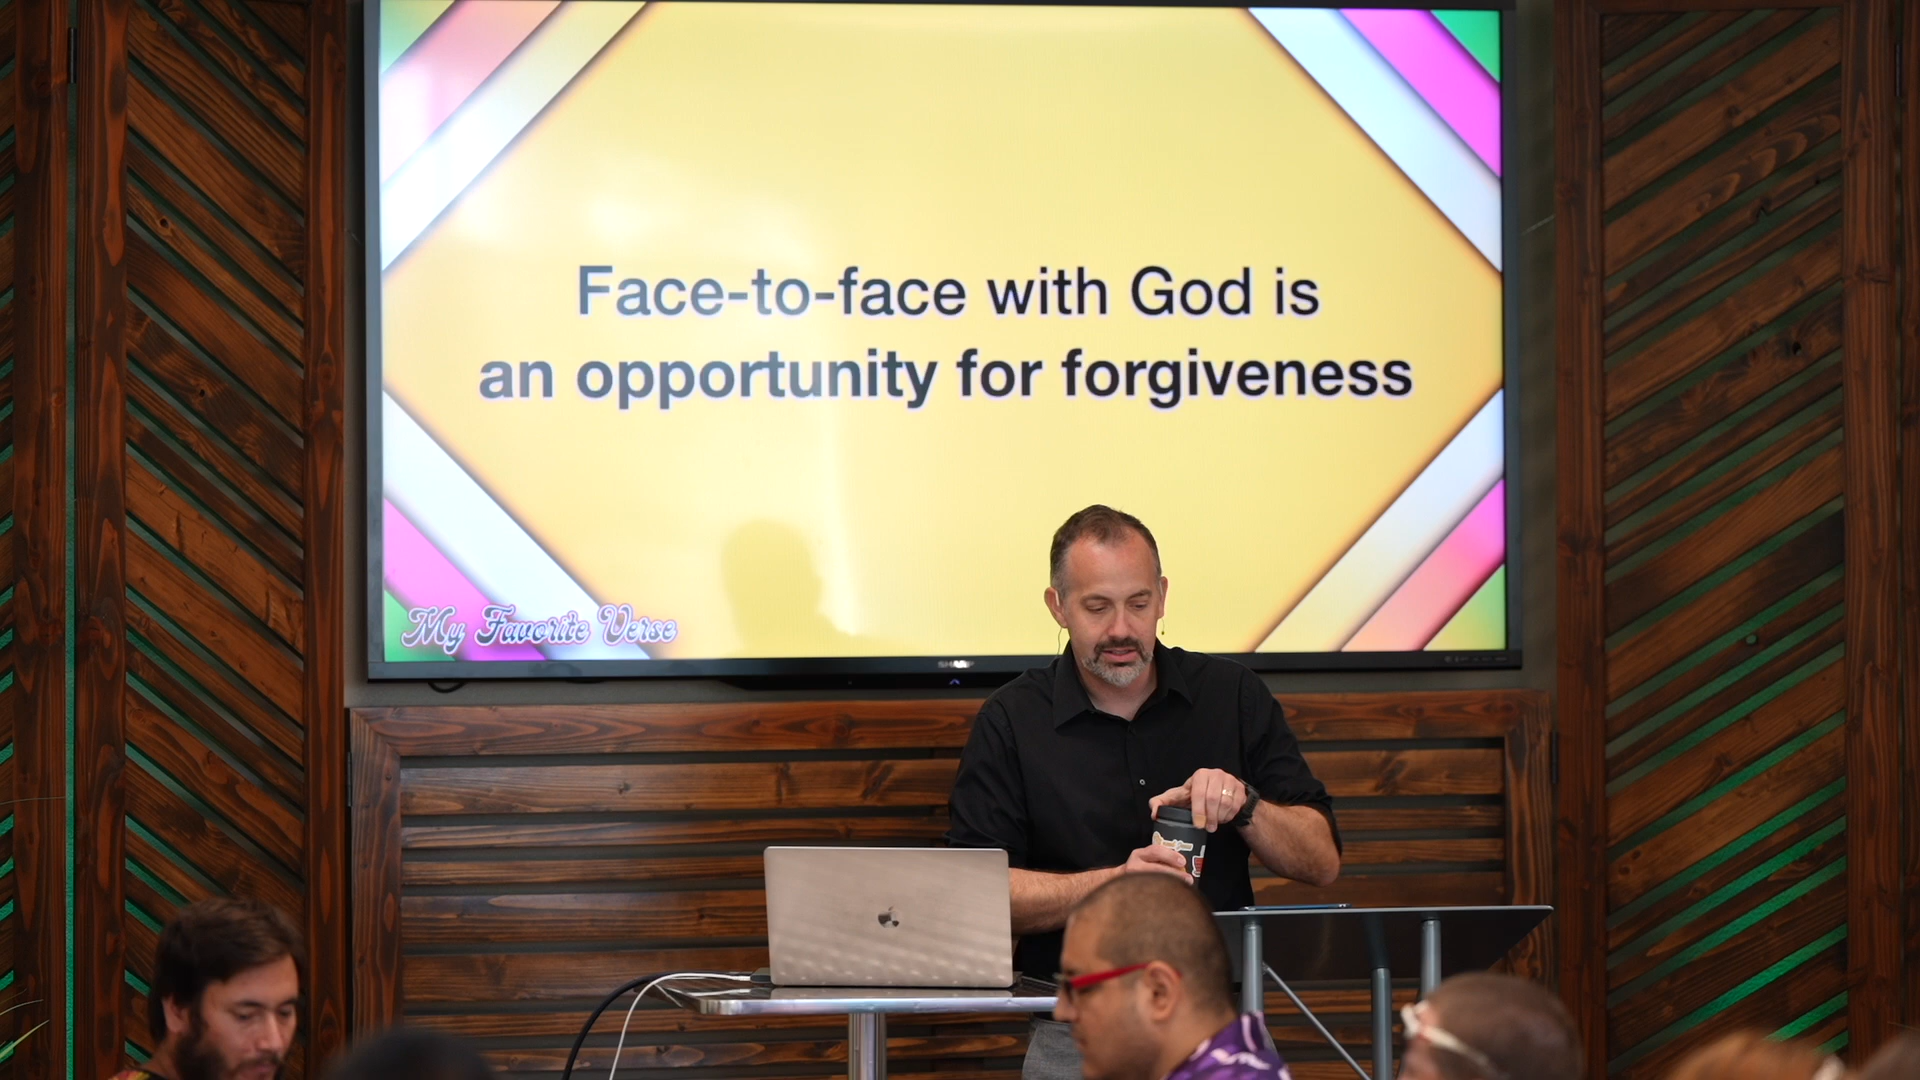 Face-to-face with God is
an opportunity for forgiveness
My Favorite Verse
SHARP